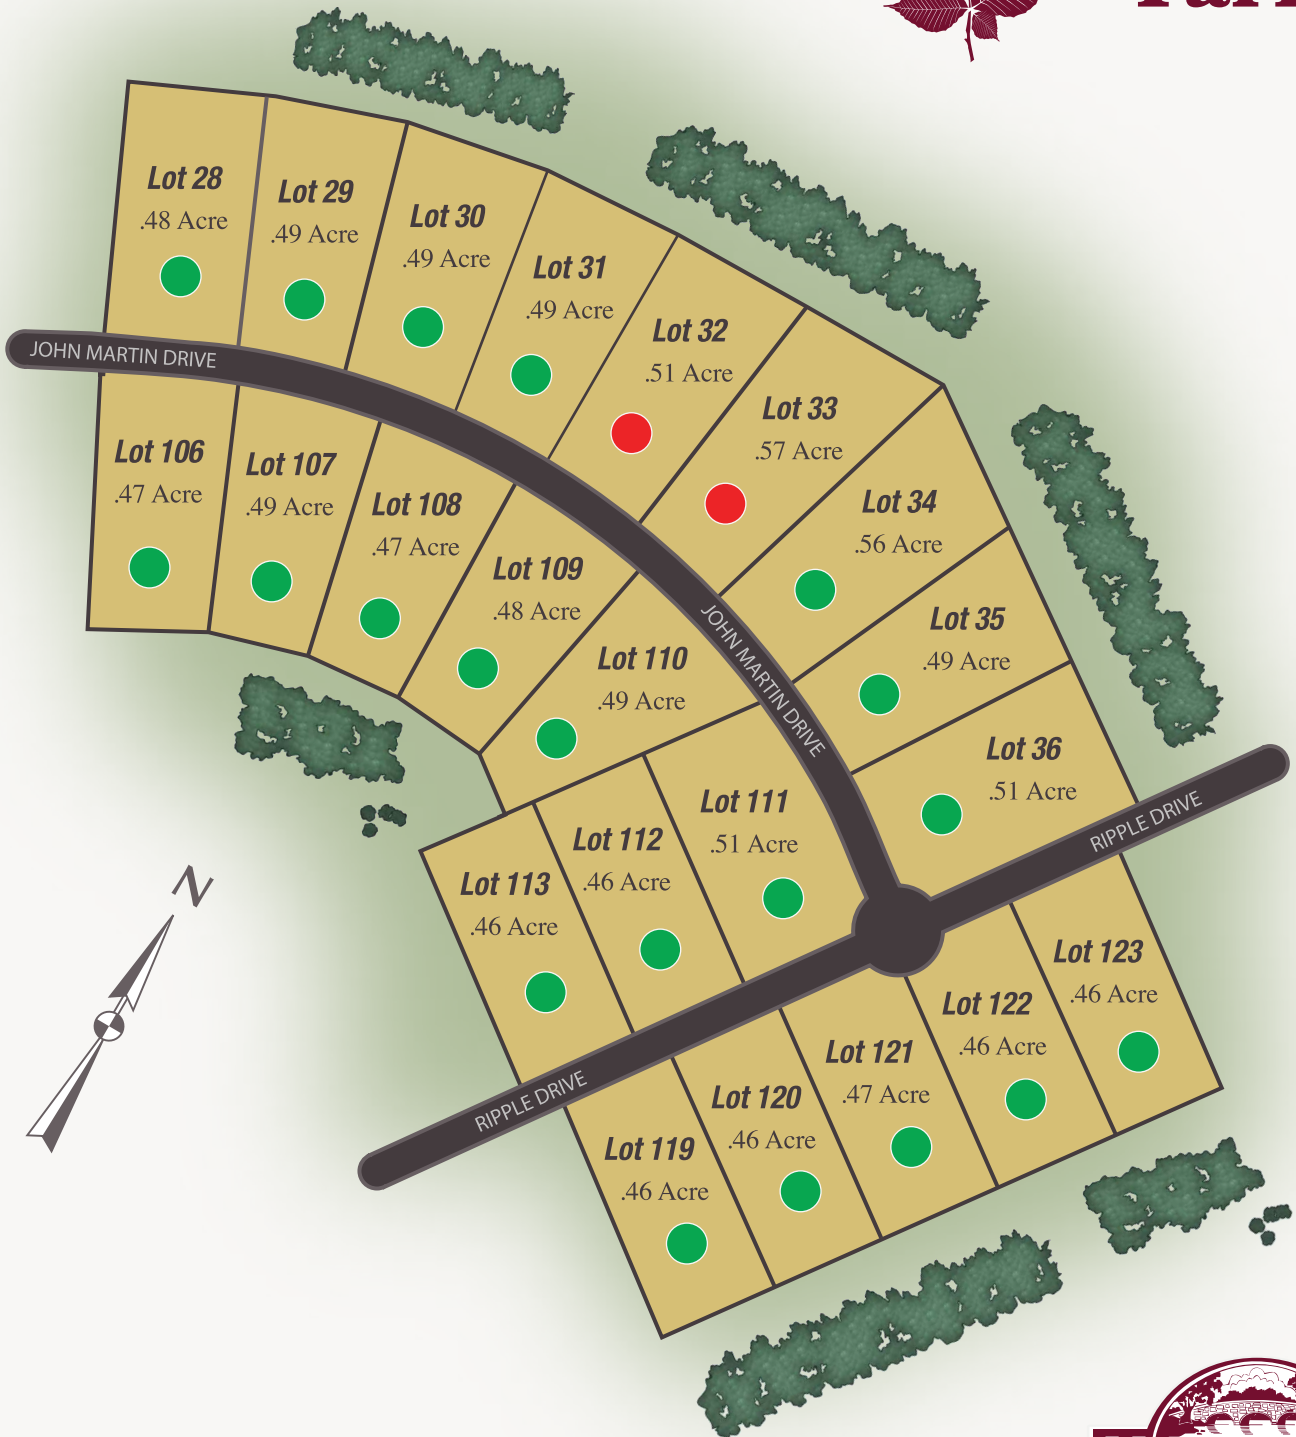 Lot 28
.48 Acre
Lot 29
.49 Acre
Lot 30
.49 Acre
Lot 31
.49 Acre
Lot 32
.51 Acre
Lot 33
.57 Acre
Lot 34
.56 Acre
Lot 35
.49 Acre
Lot 36
.51 Acre
JOHN MARTIN DRIVE
JOHN MARTIN DRIVE
Lot 106
.47 Acre
Lot 107
.49 Acre
Lot 108
.47 Acre
Lot 109
.48 Acre
Lot 110
.49 Acre
Lot 111
.51 Acre
Lot 112
.46 Acre
Lot 113
.46 Acre
RIPPLE DRIVE
RIPPLE DRIVE
Lot 123
.46 Acre
Lot 122
.46 Acre
Lot 121
.47 Acre
Lot 120
.46 Acre
Lot 119
.46 Acre
N